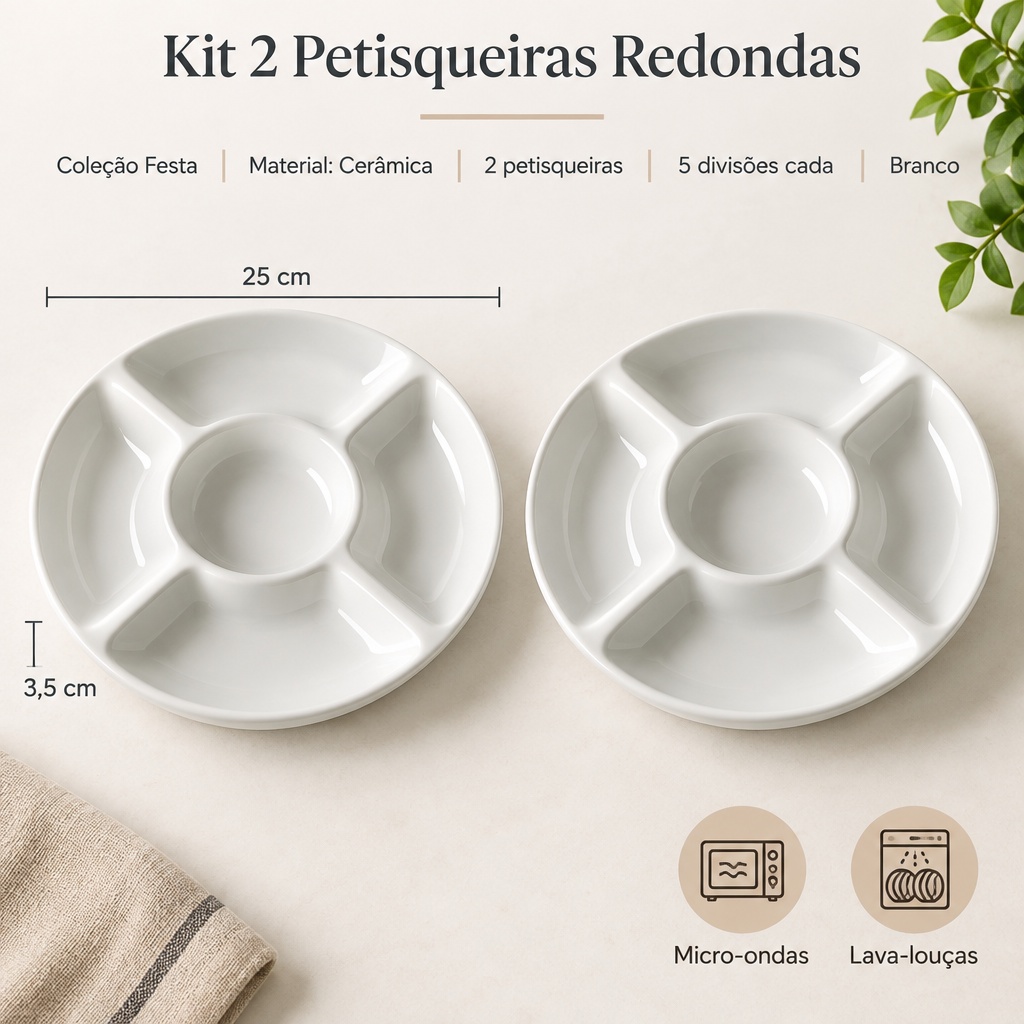 Kit 2 Petisqueiras Redondas
Coleção Festa | Material: Cerâmica | 2 petisqueiras | 5 divisões cada | Branco
25 cm
3,5 cm
Micro-ondas
Lava-louças